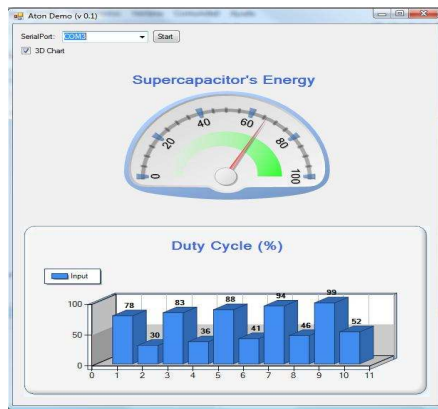 Aton Demo (v 0.1)
SerialPort: COM3 Start
3D Chart
Supercapacitor's Energy
0 20 40 60 80 100
Duty Cycle (%)
Input
100
50
0
78 30 83 36 88 41 94 46 99 52
0 1 2 3 4 5 6 7 8 9 10 11